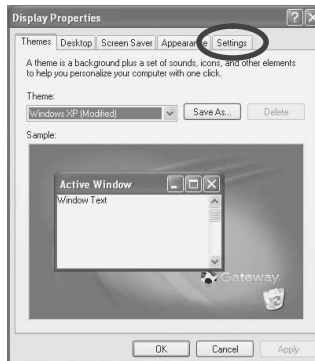 Display Properties
Themes Desktop Screen Saver Appearance Settings
A theme is a background plus a set of sounds, icons, and other elements
to help you personalize your computer with one click.
Theme:
Windows XP (Modified) Save As... Delete
Sample:
Active Window
Window Text
Gateway
OK Cancel Apply